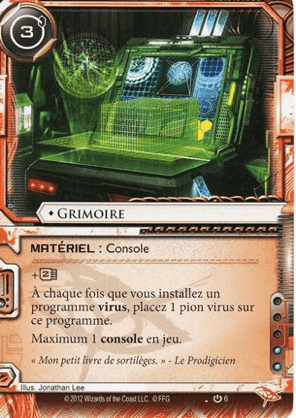 3
♦ GRIMOIRE
MATÉRIEL : Console
+2
À chaque fois que vous installez un
programme virus, placez 1 pion virus sur
ce programme.
Maximum 1 console en jeu.
« Mon petit livre de sortilèges. » - Le Prodigien
Illus. Jonathan Lee
© 2012 Wizards of the Coast LLC. © FFG
6